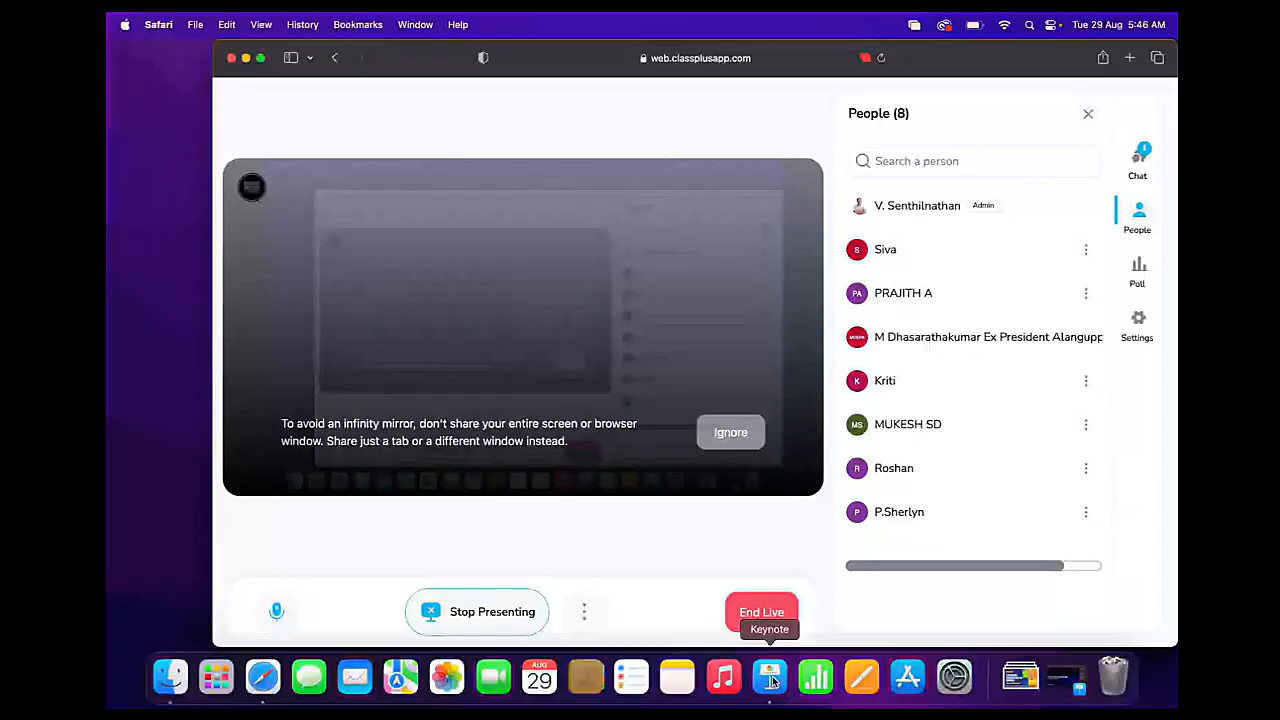 Safari File Edit View History Bookmarks Window Help Tue 29 Aug 5:46 AM
web.classplusapp.com
People (8)
Search a person
Chat
V. Senthilnathan Admin
People
Siva
Poll
S
PA PRAJITH A
Settings
M Dhasarathakumar Ex President Alangupp
K Kriti
To avoid an infinity mirror, don't share your entire screen or browser
window. Share just a tab or a different window instead.
Ignore
MS MUKESH SD
R Roshan
P P.Sherlyn
Stop Presenting
End Live
Keynote
AUG
29